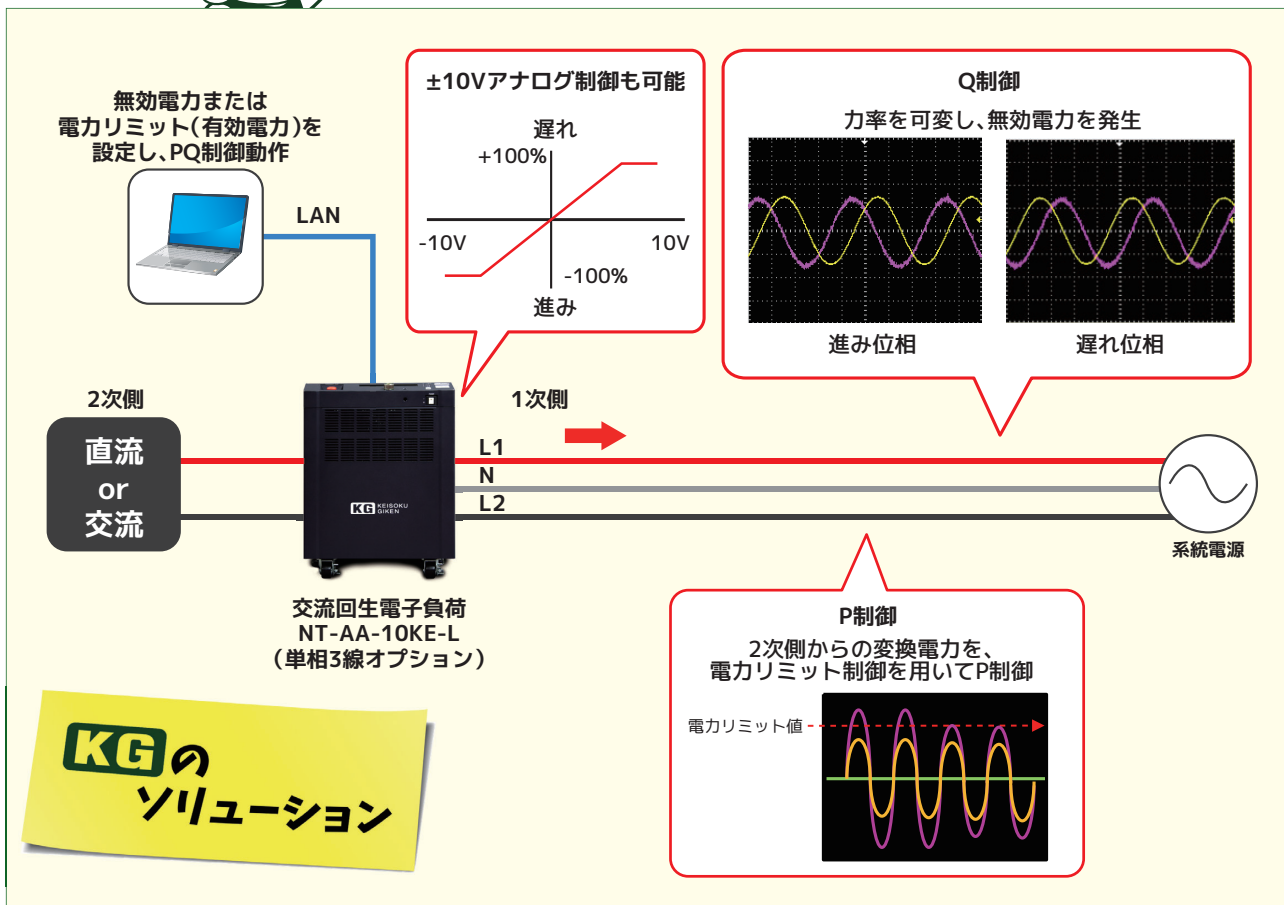 無効電力または
電力リミット（有効電力）を
設定し、PQ制御動作
LAN
±10Vアナログ制御も可能
遅れ
+100%
-10V
10V
-100%
進み
Q制御
力率を可変し、無効電力を発生
進み位相
遅れ位相
2次側
直流
or
交流
KG KEISOKU
GIKEN
1次側
L1
N
L2
系統電源
交流回生電子負荷
NT-AA-10KE-L
（単相3線オプション）
P制御
2次側からの変換電力を、
電力リミット制御を用いてP制御
電力リミット値
KGの
ソリューション